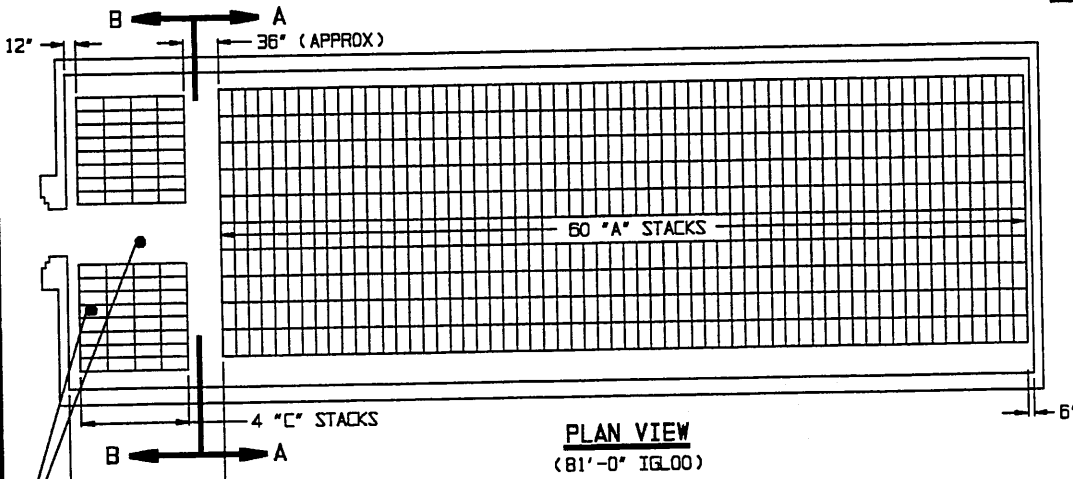 B A
12" 36" (APPROX)
60 "A" STACKS
4 "C" STACKS
6"
B A
PLAN VIEW
(81'-0" IGLOO)